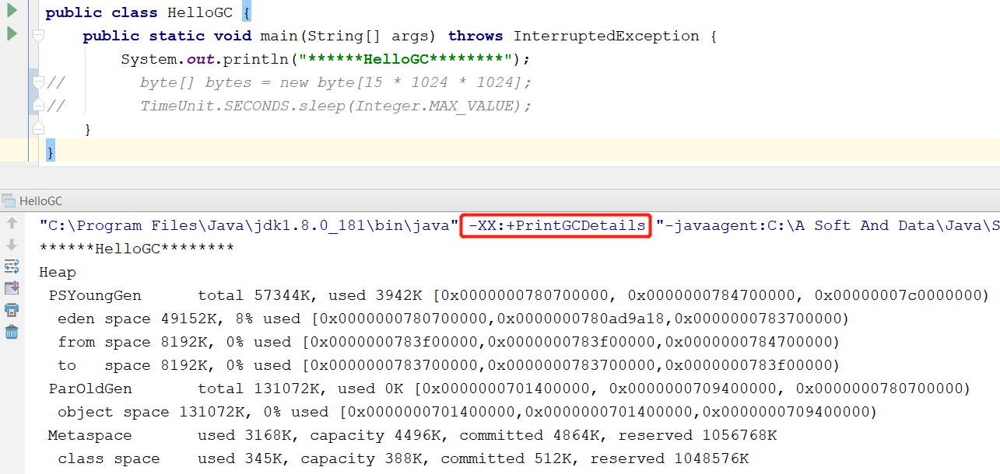 public class HelloGC {
public static void main(String[] args) throws InterruptedException {
System.out.println("******HelloGC********");
// byte[] bytes = new byte[15 * 1024 * 1024];
// TimeUnit.SECONDS.sleep(Integer.MAX_VALUE);
}
}
HelloGC
"C:\Program Files\Java\jdk1.8.0_181\bin\java" -XX:+PrintGCDetails "-javaagent:C:\A Soft And Data\Java\S
******HelloGC********
Heap
PSYoungGen total 57344K, used 3942K [0x0000000780700000, 0x0000000784700000, 0x00000007c0000000)
eden space 49152K, 8% used [0x0000000780700000,0x0000000780ad9a18,0x0000000783700000)
from space 8192K, 0% used [0x0000000783f00000,0x0000000783f00000,0x0000000784700000)
to space 8192K, 0% used [0x0000000783700000,0x0000000783700000,0x0000000783f00000)
ParOldGen total 131072K, used 0K [0x0000000701400000, 0x0000000709400000, 0x0000000780700000)
object space 131072K, 0% used [0x0000000701400000,0x0000000701400000,0x0000000709400000)
Metaspace used 3168K, capacity 4496K, committed 4864K, reserved 1056768K
class space used 345K, capacity 388K, committed 512K, reserved 1048576K